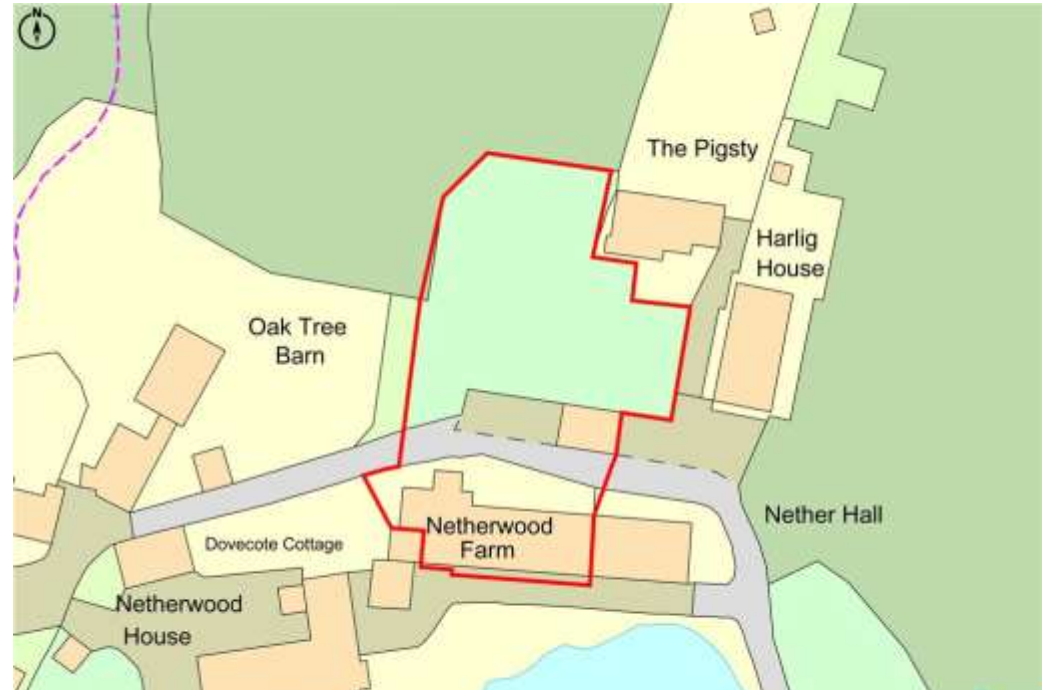 N
The Pigsty
Harlig
House
Oak Tree
Barn
Nether Hall
Netherwood
Farm
Dovecote Cottage
Netherwood
House